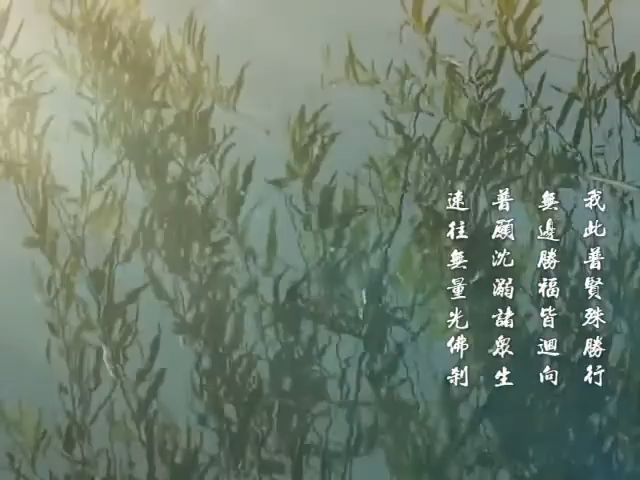 我此普賢殊勝行
無邊勝福皆迴向
普願沈溺諸眾生
速往無量光佛剎